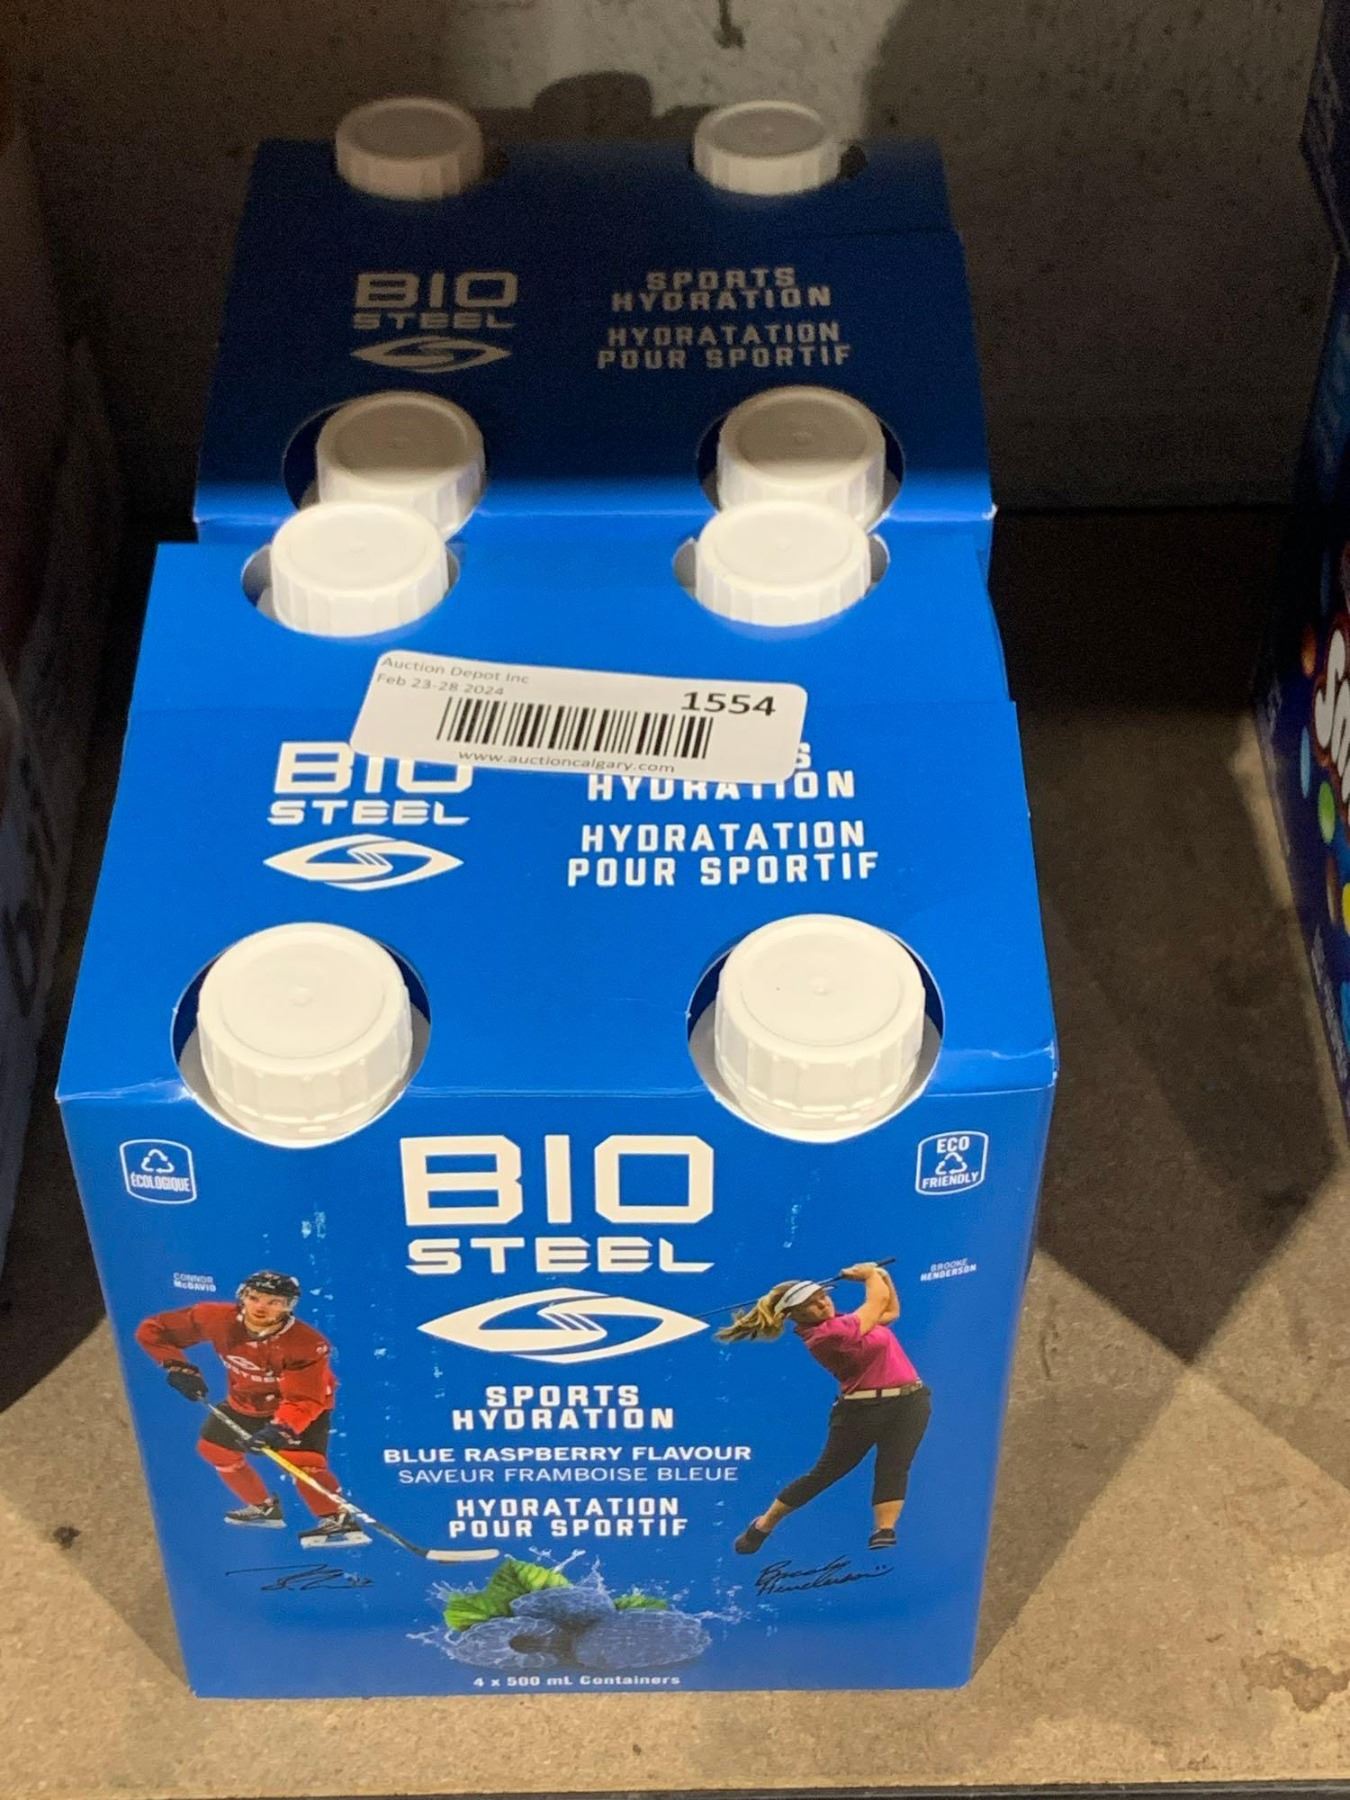 BIO
STEEL
SPORTS
HYDRATION
HYDRATATION
POUR SPORTIF
Auction Depot Inc
Feb 23-28 2024
1554
www.auctioncalgary.com
BIO
STEEL
HYDRATION
HYDRATATION
POUR SPORTIF
ÉCOLOGIQUE
ECO
FRIENDLY
BIO
STEEL
CONNOR
McDAVID
BROOKE
HENDERSON
SPORTS
HYDRATION
BLUE RASPBERRY FLAVOUR
SAVEUR FRAMBOISE BLEUE
HYDRATATION
POUR SPORTIF
Brooke
Henderson
4 x 500 mL Containers